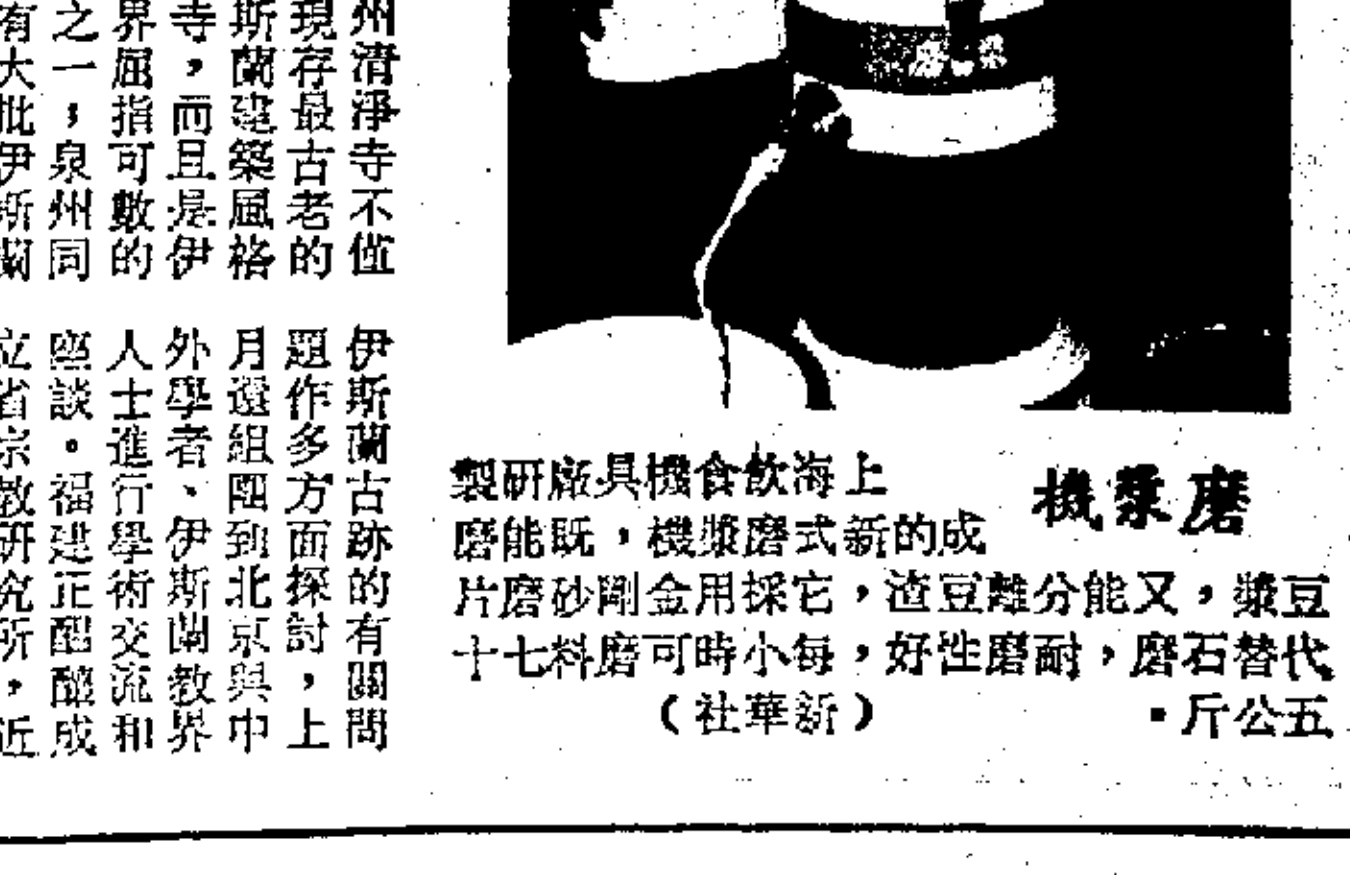 磨漿機
上海飲食機具廠研製
成的新式磨漿機，既能磨
豆漿，又能分離豆渣，它採用金剛砂磨片
代替石磨，耐磨性好，每小時可磨料七十
五公斤。
（新華社）
州清淨寺不僅
現存最古老的
斯蘭建築風格
寺，而且是伊
界屈指可數的
之一，泉州同
有大批伊斯蘭
伊斯蘭古跡的有關問
題作多方面探討，上
月還組團到北京與中
外學者、伊斯蘭教界
人士進行學術交流和
座談。福建正醞釀成
立省宗教研究所，近